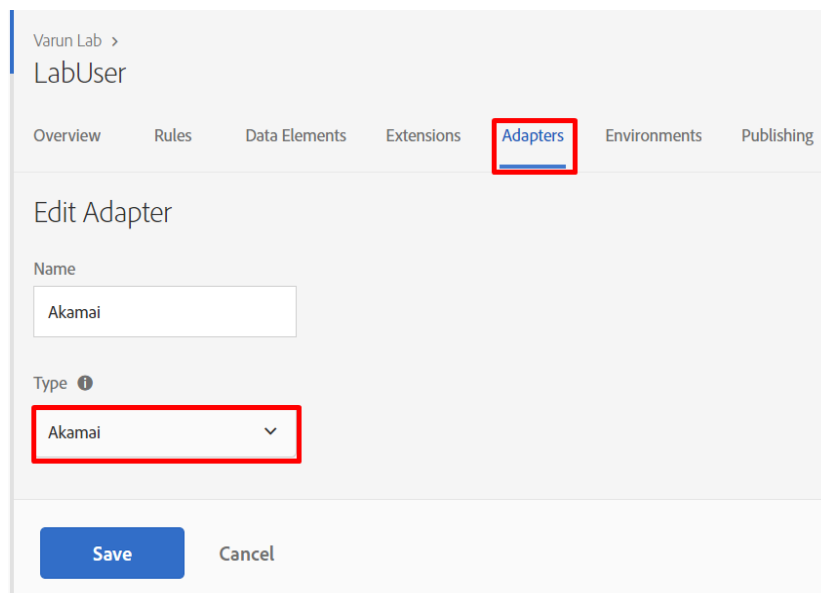 Varun Lab >
LabUser
Overview Rules Data Elements Extensions Adapters Environments Publishing
Edit Adapter
Name
Akamai
Type
Akamai
Save Cancel